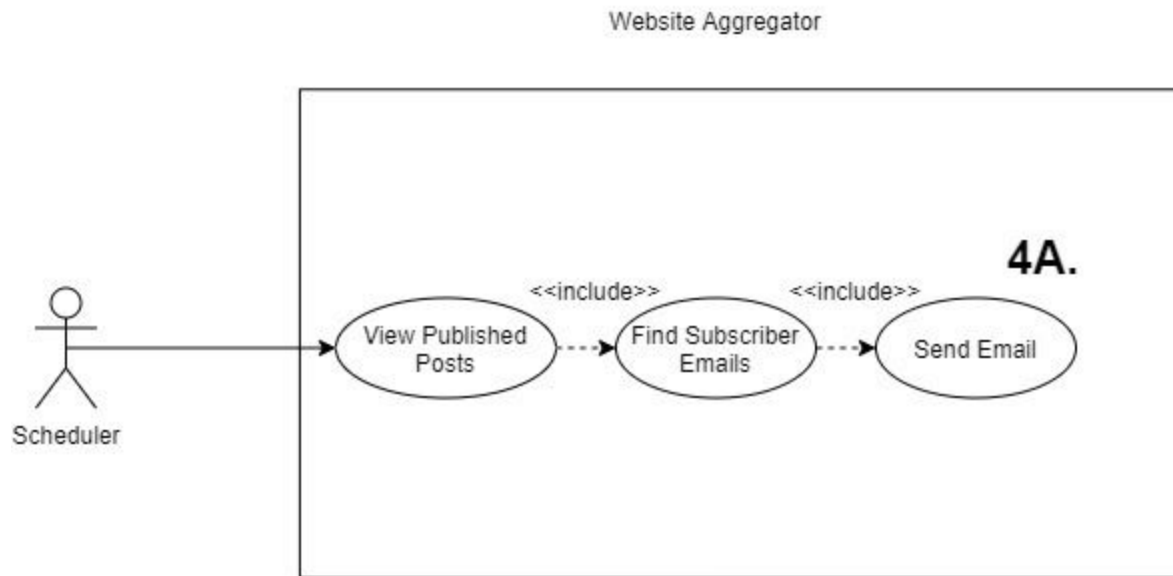 Website Aggregator
4A.
<<include>>
<<include>>
View Published
Posts
Find Subscriber
Emails
Send Email
Scheduler